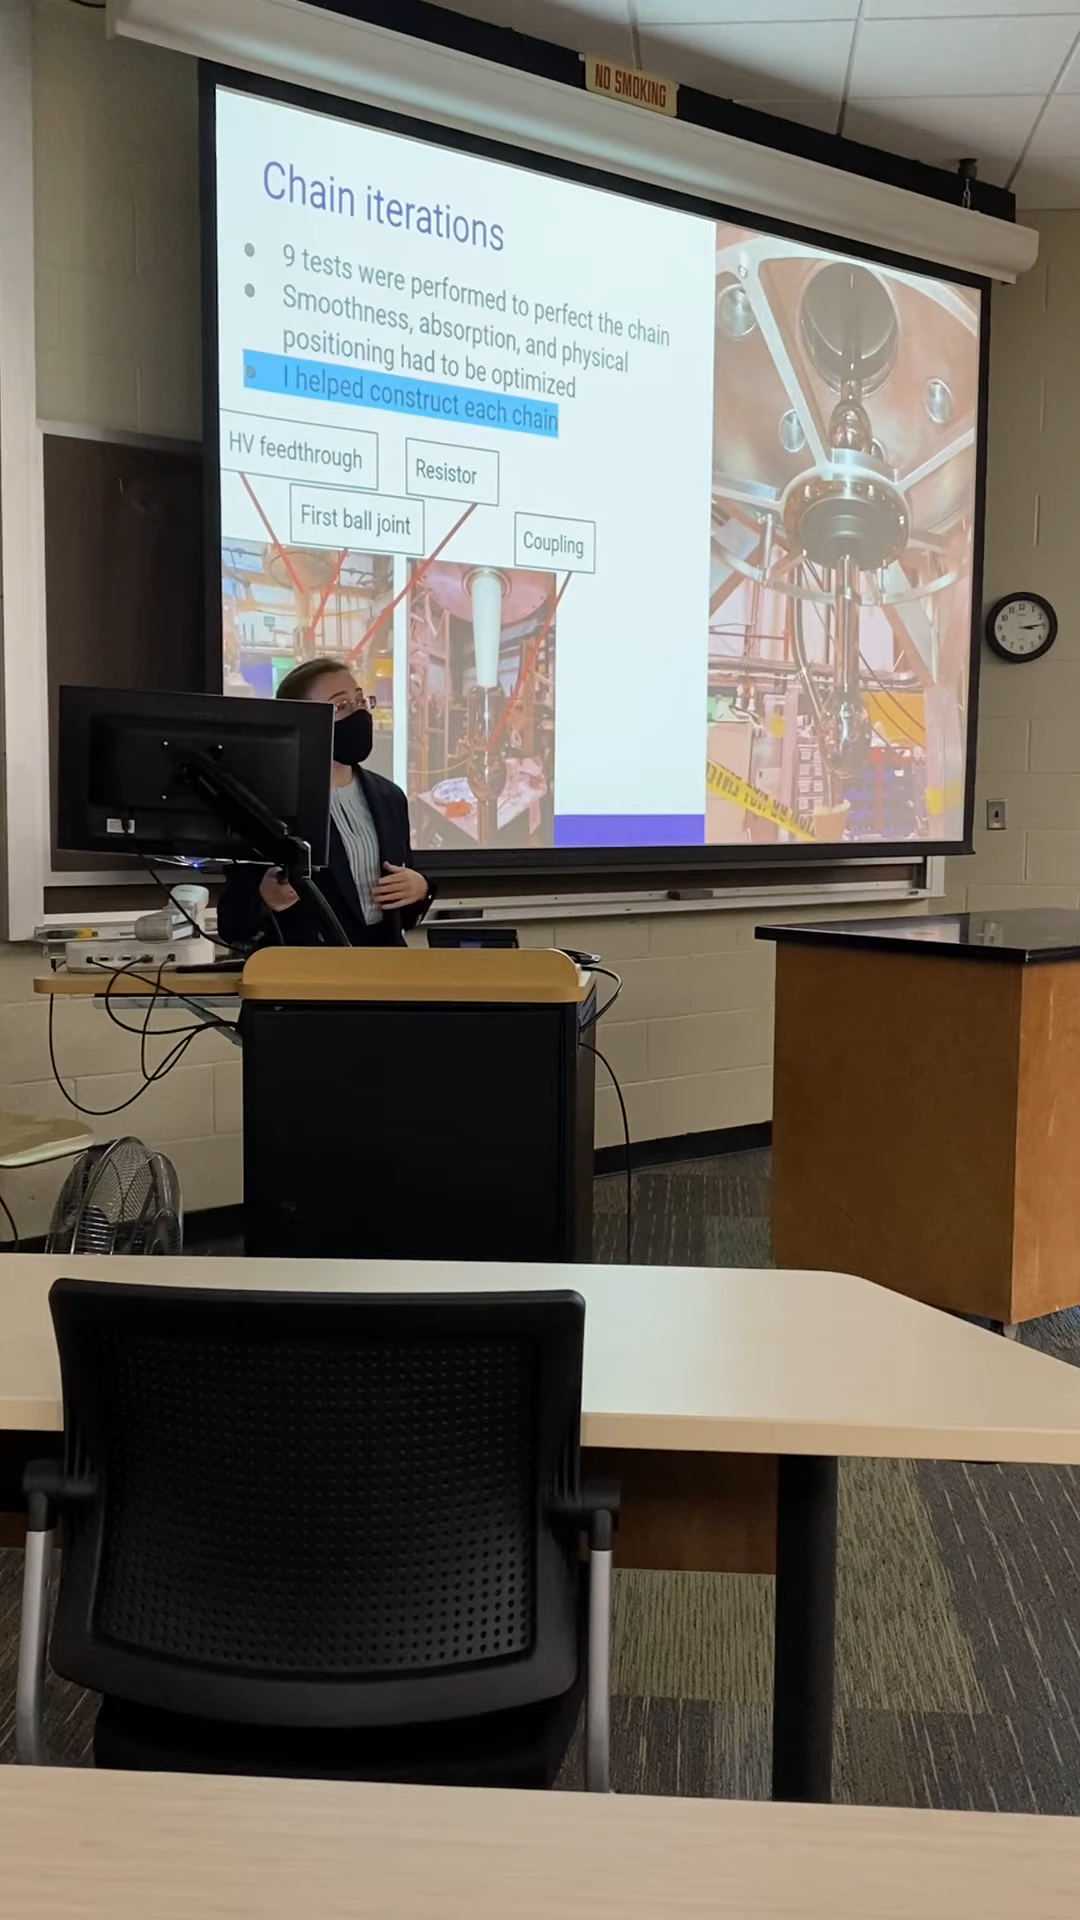 NO SMOKING
Chain iterations
9 tests were performed to perfect the chain
Smoothness, absorption, and physical
positioning had to be optimized
I helped construct each chain
HV feedthrough
Resistor
First ball joint
Coupling